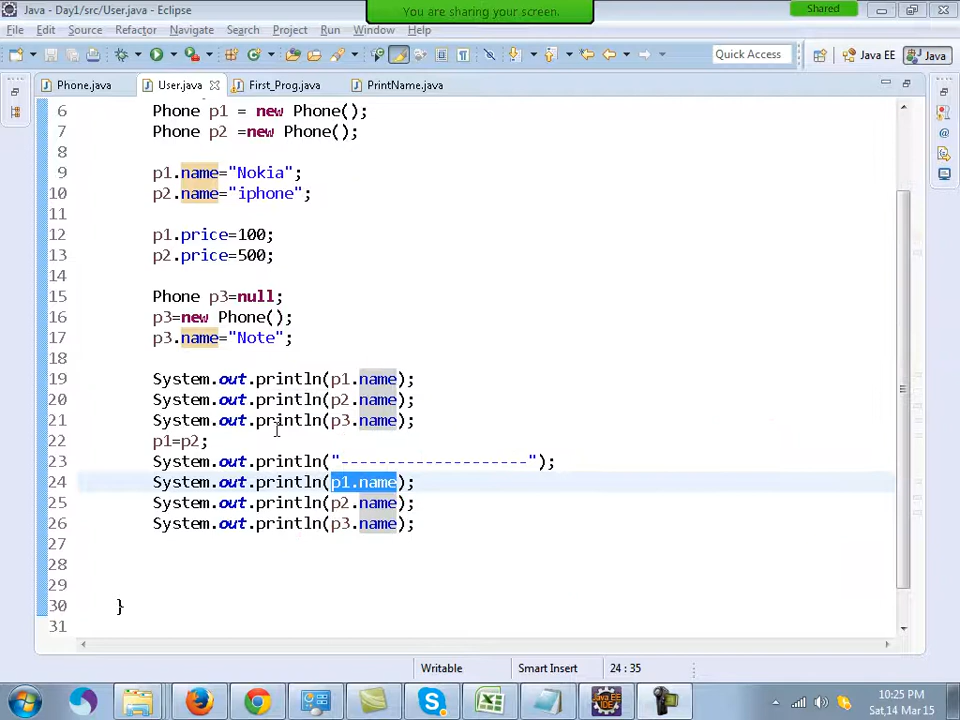 Java - Day1/src/User.java - Eclipse
You are sharing your screen.
Shared
File Edit Source Refactor Navigate Search Project Run Window Help
Quick Access
Java EE
Java
Phone.java
User.java
First_Prog.java
PrintName.java
6 Phone p1 = new Phone();
7 Phone p2 =new Phone();
8
9 p1.name="Nokia";
10 p2.name="iphone";
11
12 p1.price=100;
13 p2.price=500;
14
15 Phone p3=null;
16 p3=new Phone();
17 p3.name="Note";
18
19 System.out.println(p1.name);
20 System.out.println(p2.name);
21 System.out.println(p3.name);
22 p1=p2;
23 System.out.println("--------------------");
24 System.out.println(p1.name);
25 System.out.println(p2.name);
26 System.out.println(p3.name);
27
28
29
30 }
31
Writable
Smart Insert
24 : 35
10:25 PM
Sat,14 Mar 15